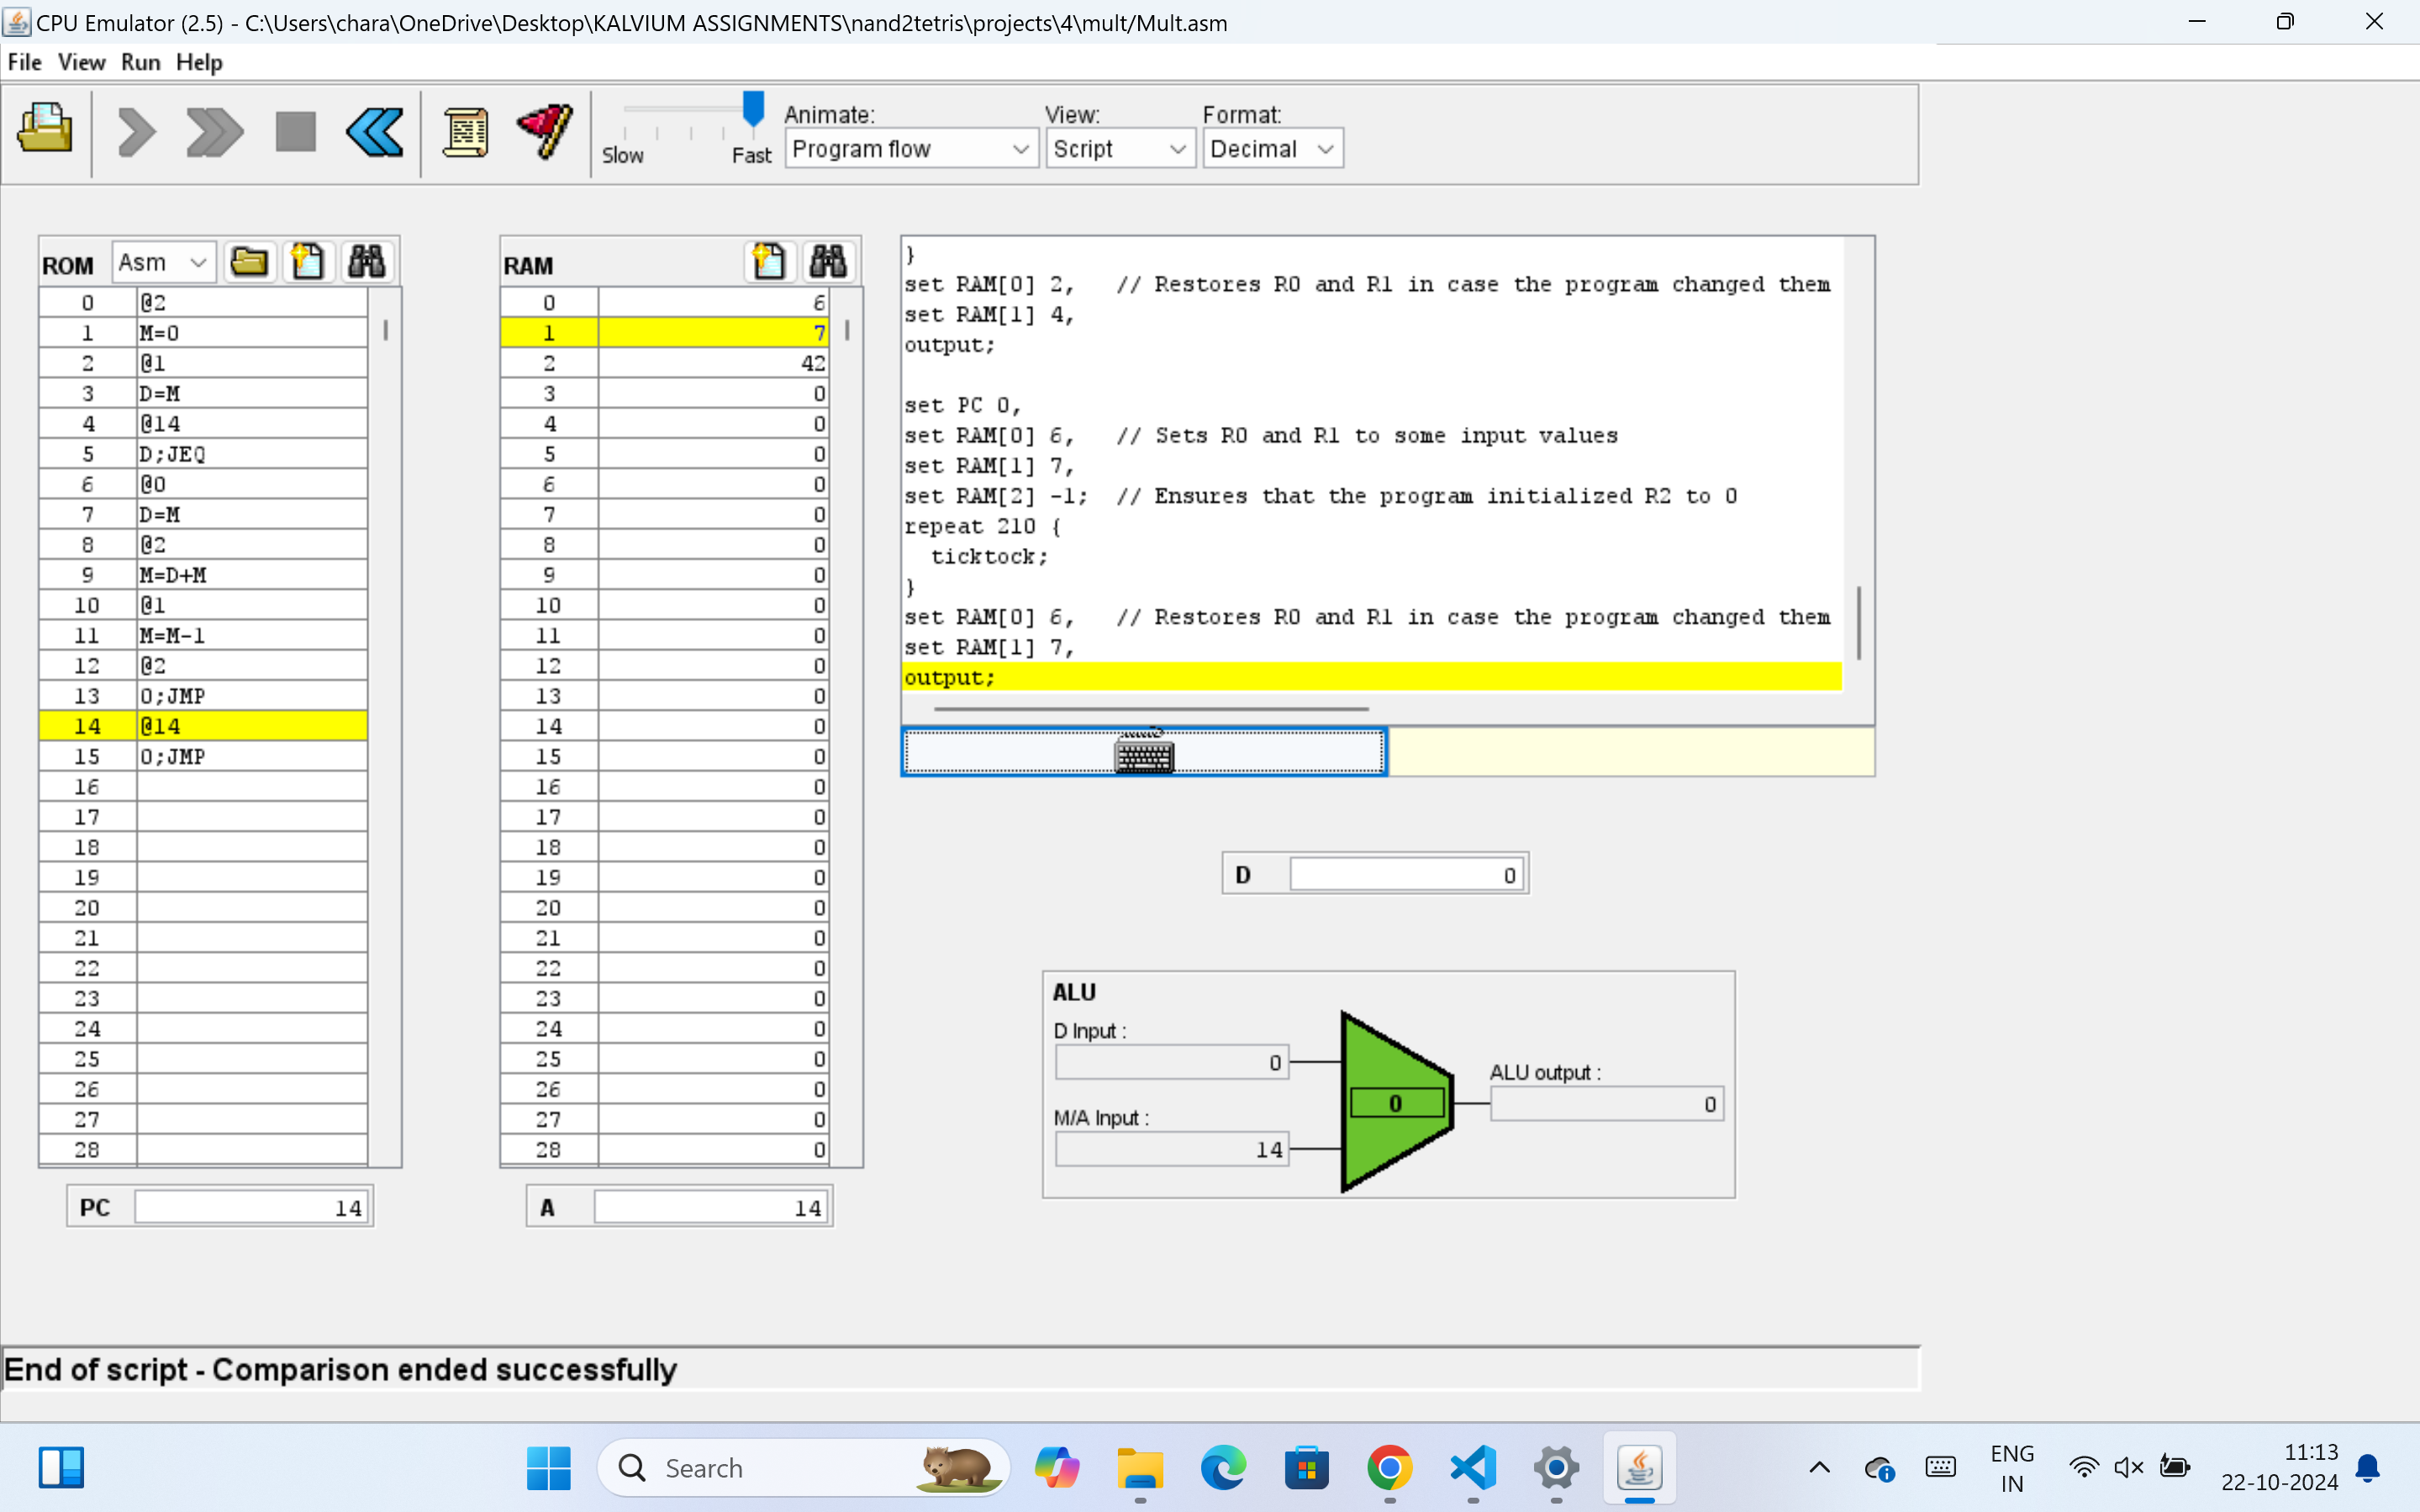 CPU Emulator (2.5) - C:\Users\chara\OneDrive\Desktop\KALVIUM ASSIGNMENTS\nand2tetris\projects\4\mult/Mult.asm
File View Run Help
Slow Fast
Animate:
Program flow
View:
Script
Format:
Decimal
ROM Asm
0 @2
1 M=0
2 @1
3 D=M
4 @14
5 D;JEQ
6 @0
7 D=M
8 @2
9 M=D+M
10 @1
11 M=M-1
12 @2
13 0;JMP
14 @14
15 0;JMP
16
17
18
19
20
21
22
23
24
25
26
27
28
PC 14
RAM
0 6
1 7
2 42
3 0
4 0
5 0
6 0
7 0
8 0
9 0
10 0
11 0
12 0
13 0
14 0
15 0
16 0
17 0
18 0
19 0
20 0
21 0
22 0
23 0
24 0
25 0
26 0
27 0
28 0
A 14
}
set RAM[0] 2,   // Restores R0 and R1 in case the program changed them
set RAM[1] 4,
output;
set PC 0,
set RAM[0] 6,   // Sets R0 and R1 to some input values
set RAM[1] 7,
set RAM[2] -1;  // Ensures that the program initialized R2 to 0
repeat 210 {
  ticktock;
}
set RAM[0] 6,   // Restores R0 and R1 in case the program changed them
set RAM[1] 7,
output;
D 0
ALU
D Input :
0
M/A Input :
14
0
ALU output :
0
End of script - Comparison ended successfully
Search
ENG
IN
11:13
22-10-2024